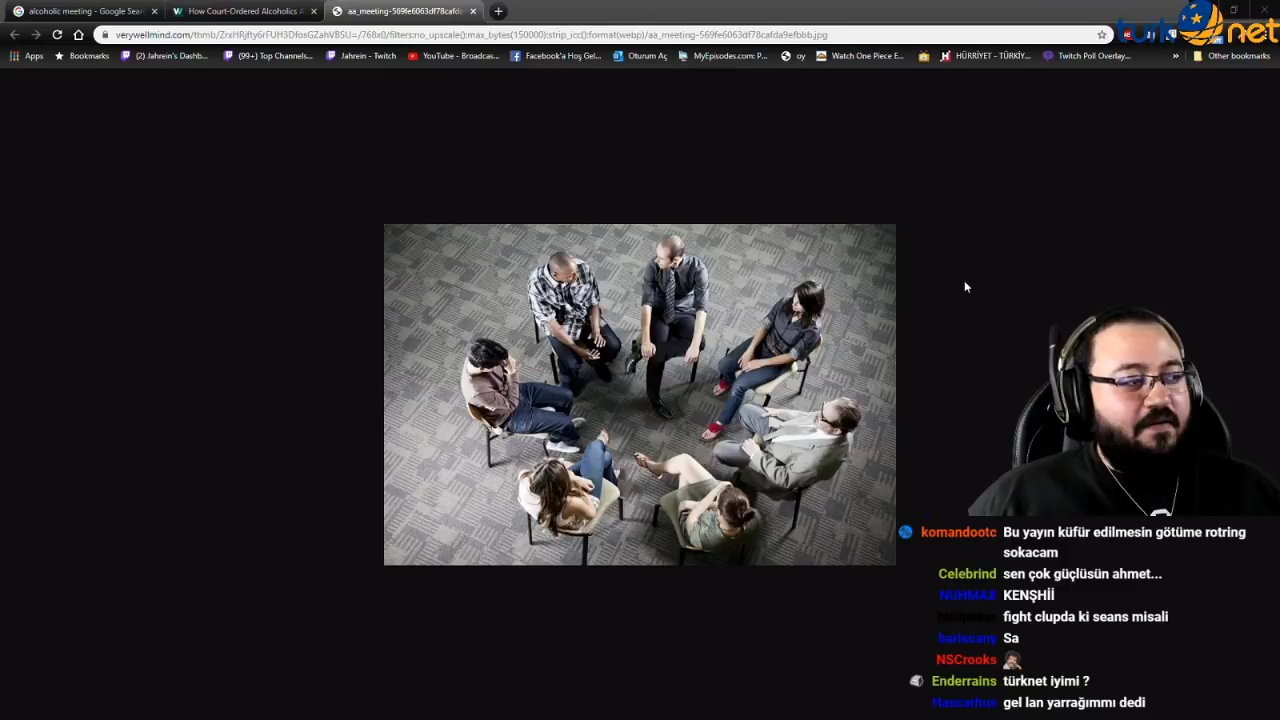 alcoholic meeting - Google Sea
How Court-Ordered Alcoholics A
aa_meeting-569fe6063df78cafda
verywellmind.com/thmb/ZrxHRjfty6rFUH3DfosGZahVBSU=/768x0/filters:no_upscale():max_bytes(150000):strip_icc():format(webp)/aa_meeting-569fe6063df78cafda9efbbb.jpg
Apps Bookmarks (2) Jahrein's Dashb... (99+) Top Channels... Jahrein - Twitch YouTube - Broadcas... Facebook'a Hoş Gel... Oturum Aç MyEpisodes.com: P... oy Watch One Piece E... HÜRRİYET - TÜRKİY... Twitch Poll Overlay... » Other bookmarks
komandootc Bu yayın küfür edilmesin götüme rotring
sokacam
Celebrind sen çok güçlüsün ahmet...
KENŞHİİ
fight clupda ki seans misali
Sa
NSCrooks
Enderrains türknet iyimi ?
gel lan yarrağımmı dedi